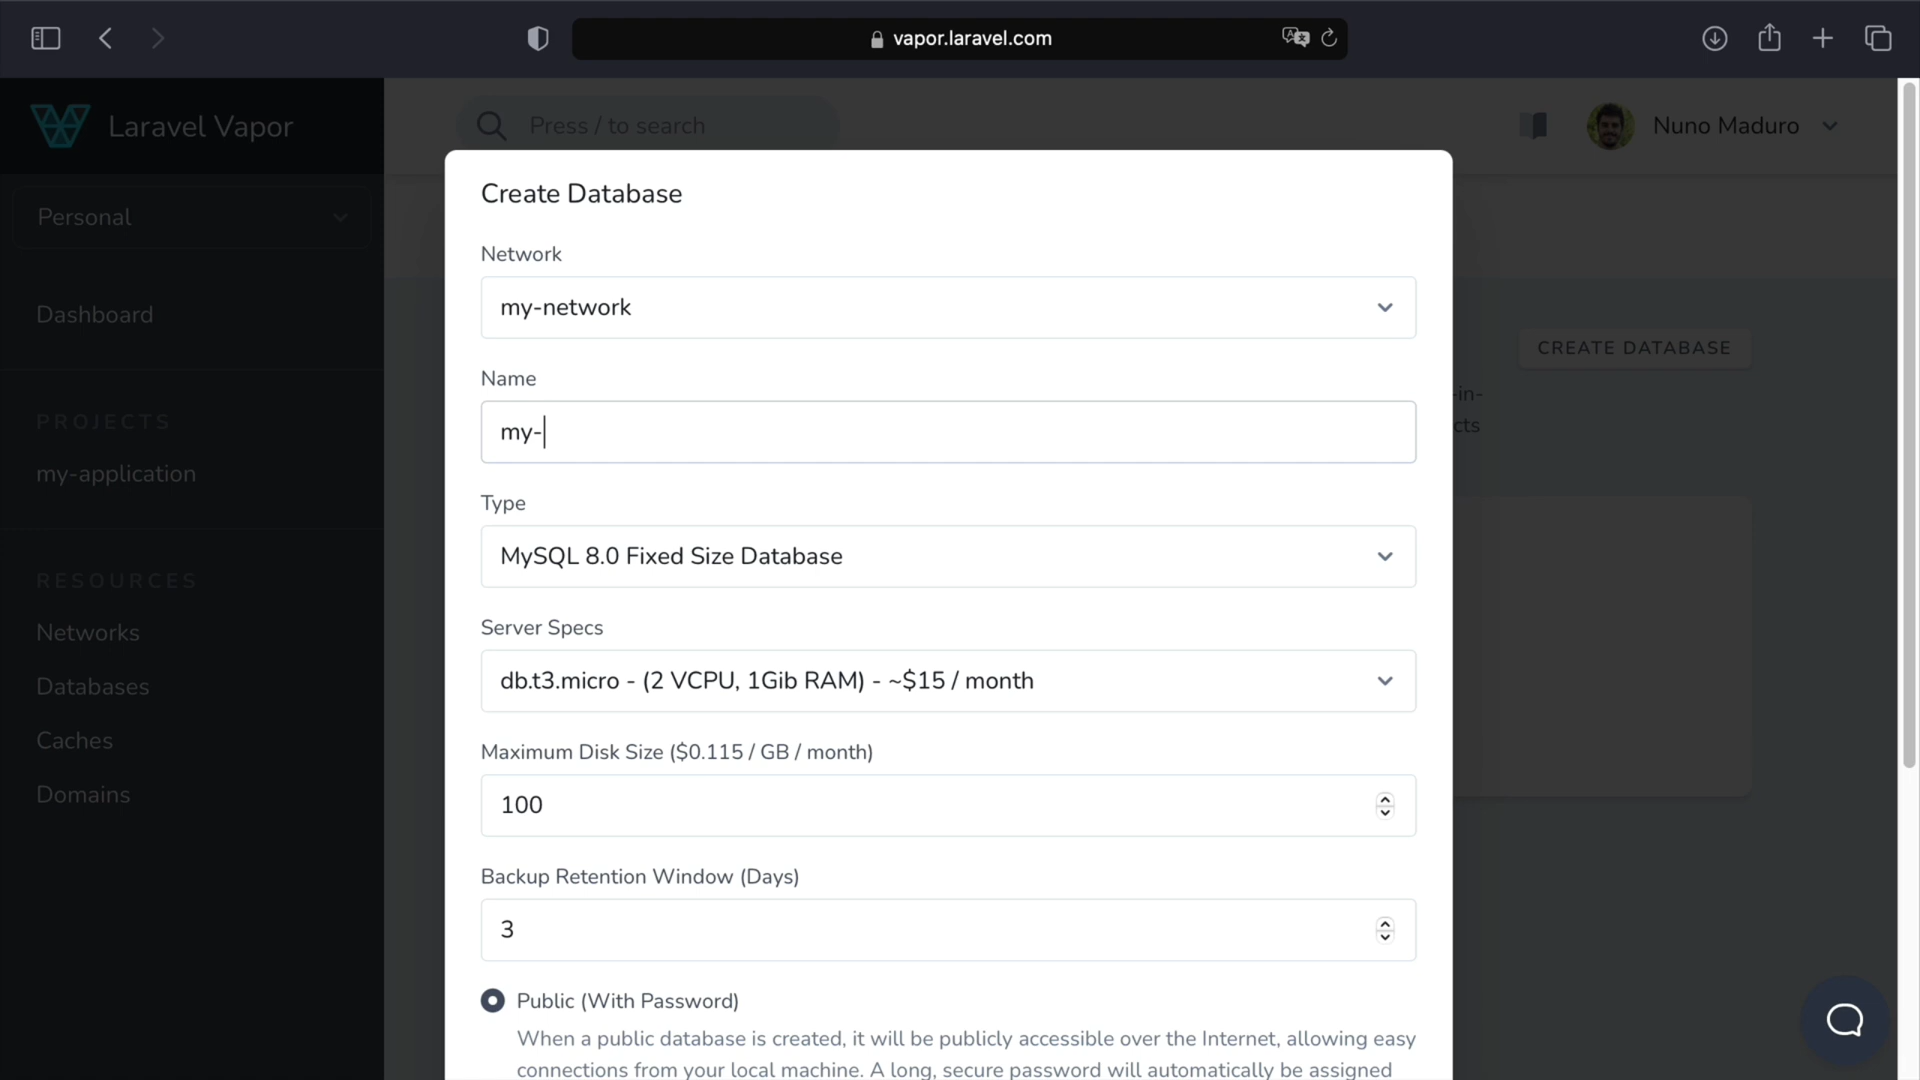 vapor.laravel.com
Laravel Vapor
Press / to search
Nuno Maduro
Personal
Dashboard
PROJECTS
my-application
RESOURCES
Networks
Databases
Caches
Domains
CREATE DATABASE
-in-
cts
Create Database
Network
my-network
Name
my-
Type
MySQL 8.0 Fixed Size Database
Server Specs
db.t3.micro - (2 VCPU, 1Gib RAM) - ~$15 / month
Maximum Disk Size ($0.115 / GB / month)
100
Backup Retention Window (Days)
3
Public (With Password)
When a public database is created, it will be publicly accessible over the Internet, allowing easy
connections from your local machine. A long, secure password will automatically be assigned